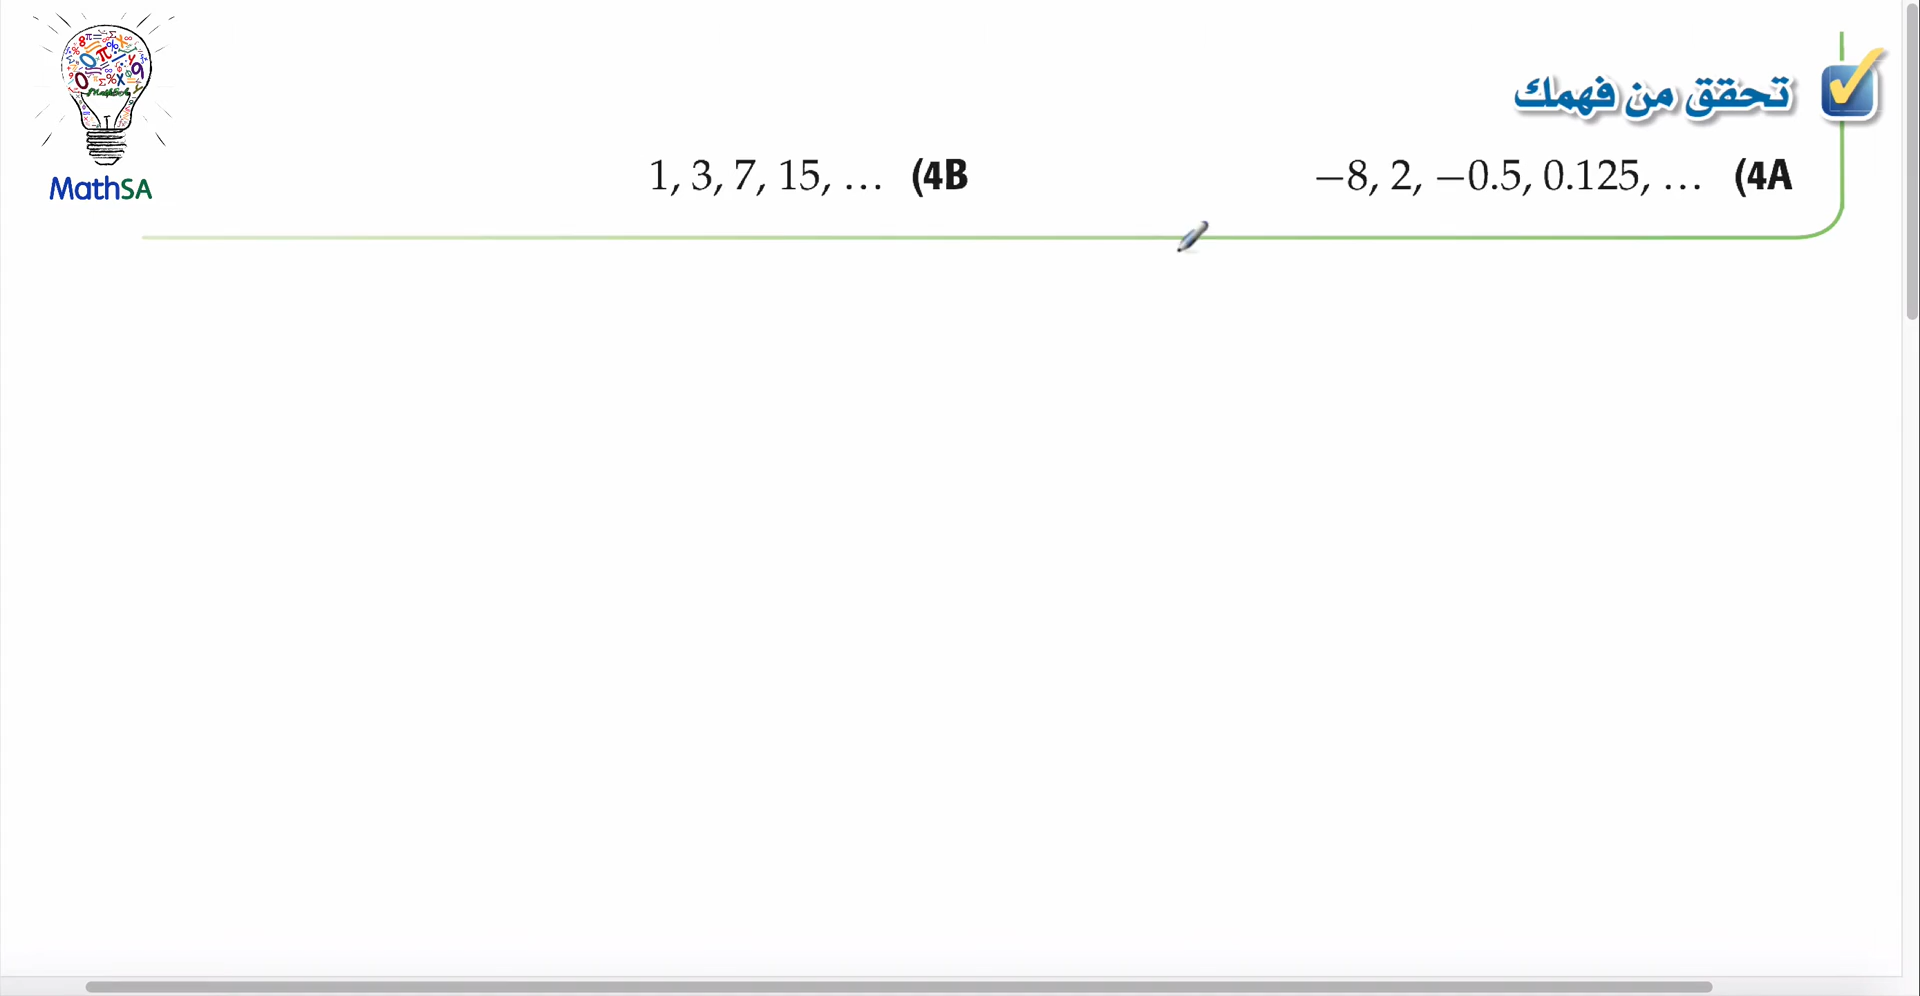 تحقق من فهمك
(4A −8, 2, −0.5, 0.125, …
(4B 1, 3, 7, 15, …
MathSA